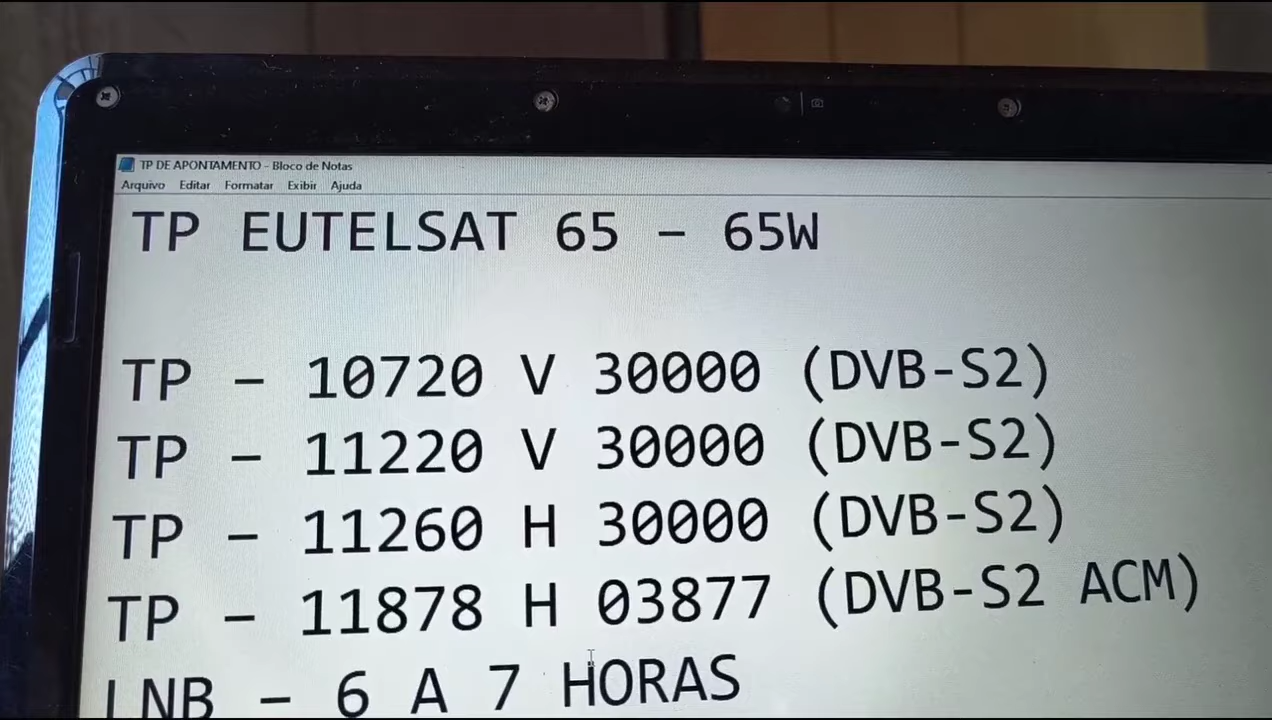 TP DE APONTAMENTO - Bloco de Notas
Arquivo Editar Formatar Exibir Ajuda
TP EUTELSAT 65 - 65W
TP - 10720 V 30000 (DVB-S2)
TP - 11220 V 30000 (DVB-S2)
TP - 11260 H 30000 (DVB-S2)
TP - 11878 H 03877 (DVB-S2 ACM)
LNB - 6 A 7 HORAS